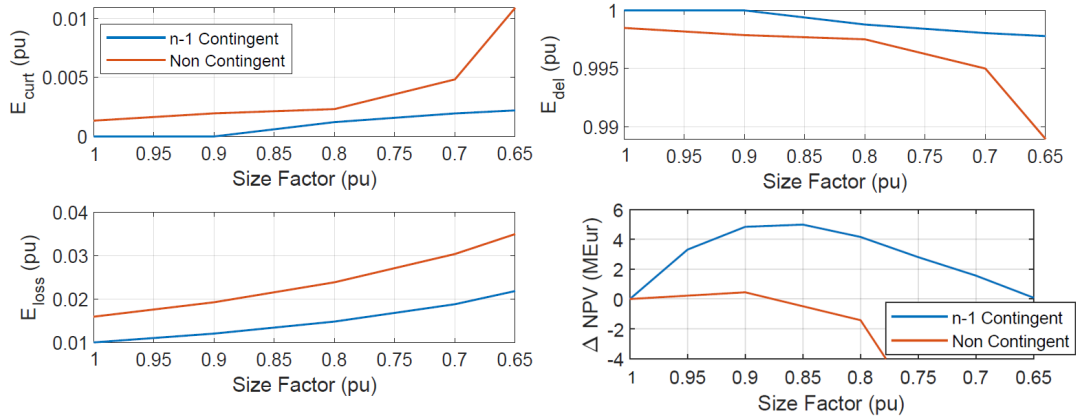 0.01
0.005
0
E_curt (pu)
n-1 Contingent
Non Contingent
1 0.95 0.9 0.85 0.8 0.75 0.7 0.65
Size Factor (pu)
1
0.995
0.99
E_del (pu)
1 0.95 0.9 0.85 0.8 0.75 0.7 0.65
Size Factor (pu)
0.04
0.03
0.02
0.01
E_loss (pu)
1 0.95 0.9 0.85 0.8 0.75 0.7 0.65
Size Factor (pu)
6
4
2
0
-2
-4
Δ NPV (MEur)
n-1 Contingent
Non Contingent
1 0.95 0.9 0.85 0.8 0.75 0.7 0.65
Size Factor (pu)